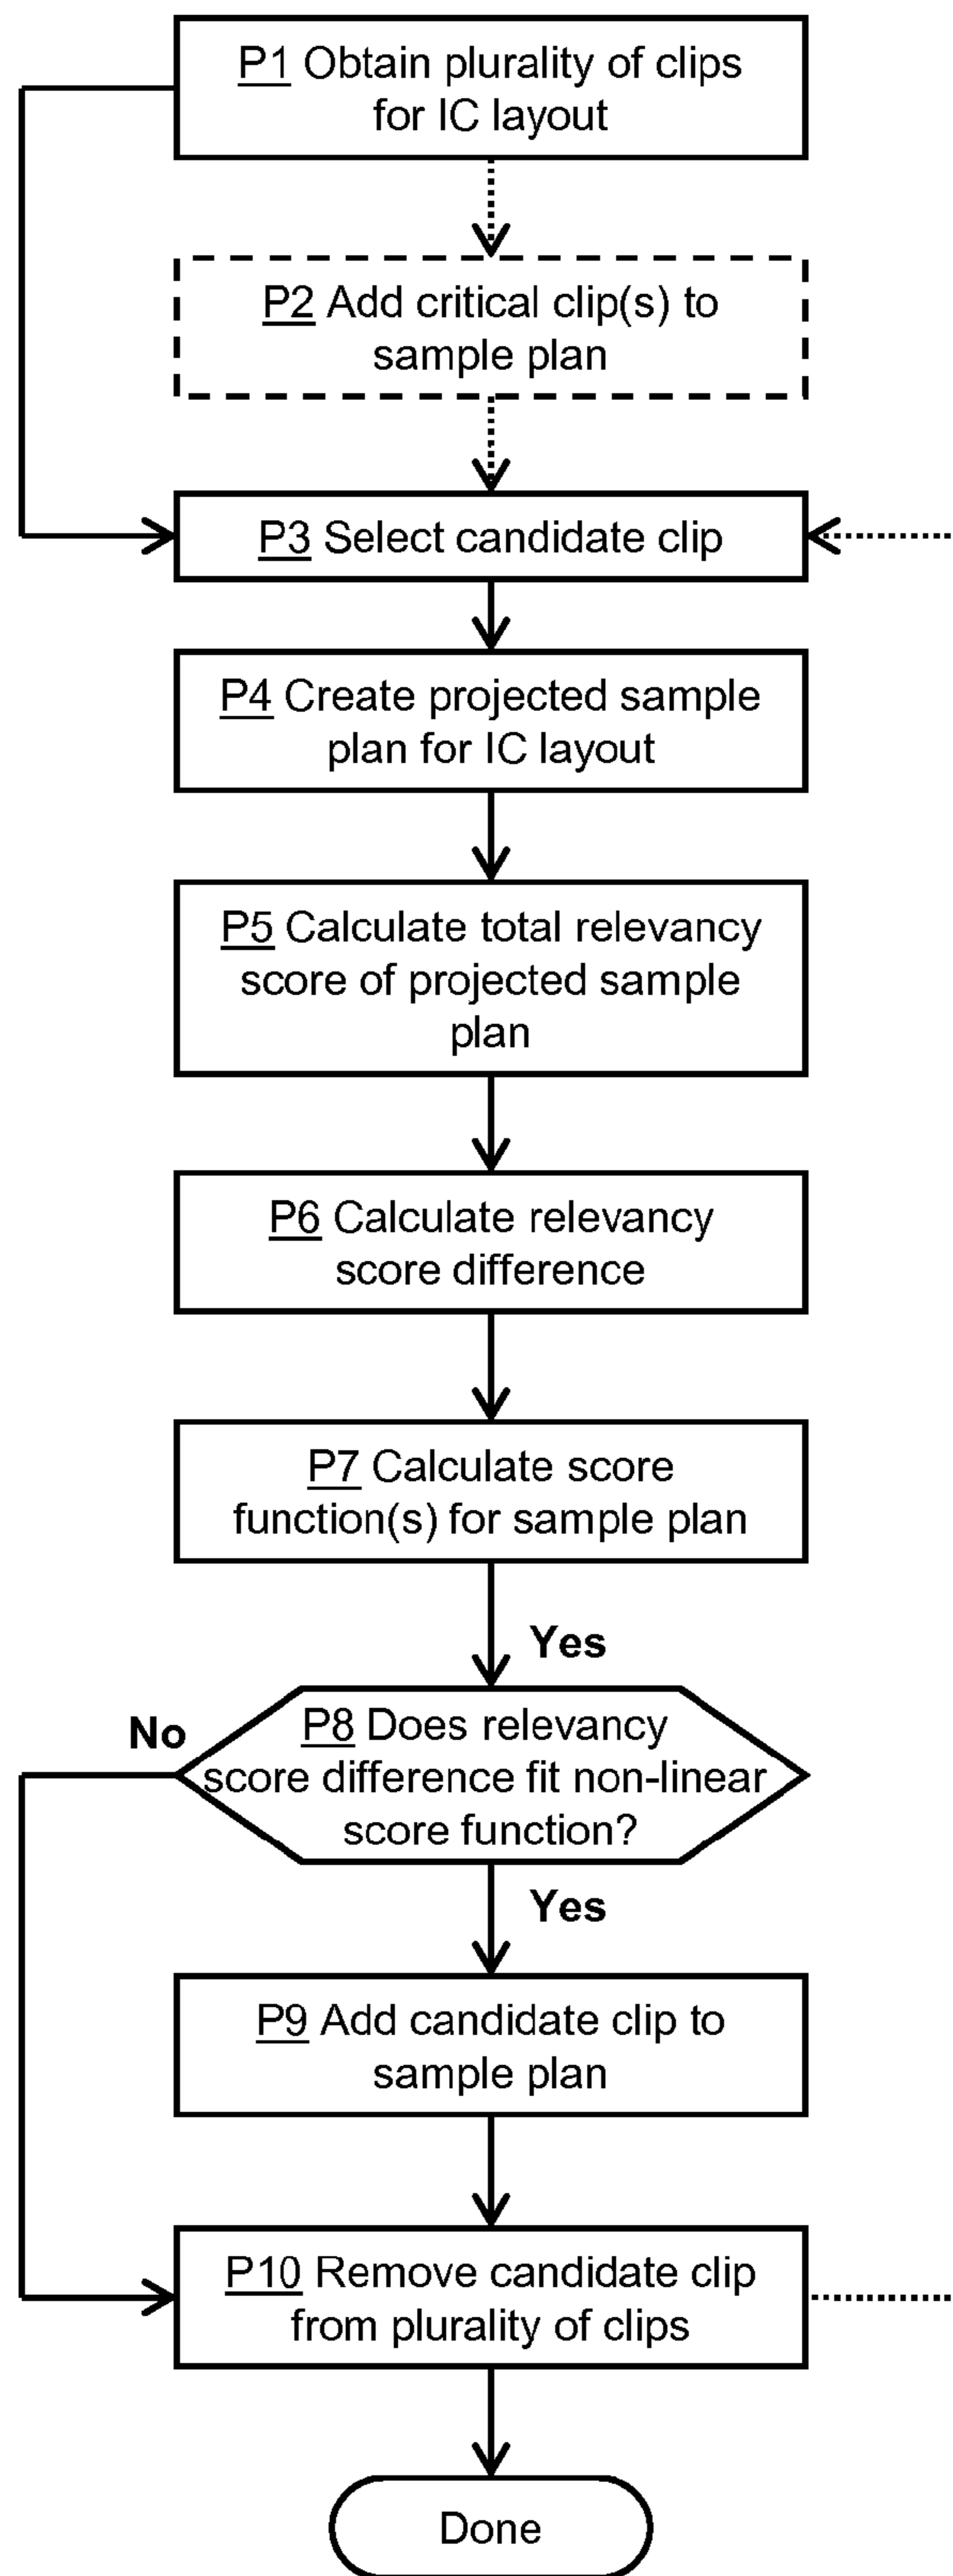 P1 Obtain plurality of clips
for IC layout
P2 Add critical clip(s) to
sample plan
P3 Select candidate clip
P4 Create projected sample
plan for IC layout
P5 Calculate total relevancy
score of projected sample
plan
P6 Calculate relevancy
score difference
P7 Calculate score
function(s) for sample plan
Yes
No
P8 Does relevancy
score difference fit non-linear
score function?
Yes
P9 Add candidate clip to
sample plan
P10 Remove candidate clip
from plurality of clips
Done